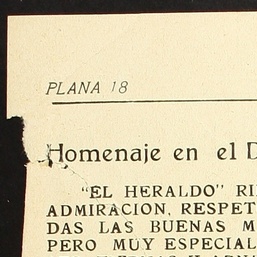 PLANA 18
Homenaje en el D
"EL HERALDO" RI
ADMIRACION, RESPET
DAS LAS BUENAS M
PERO MUY ESPECIAL